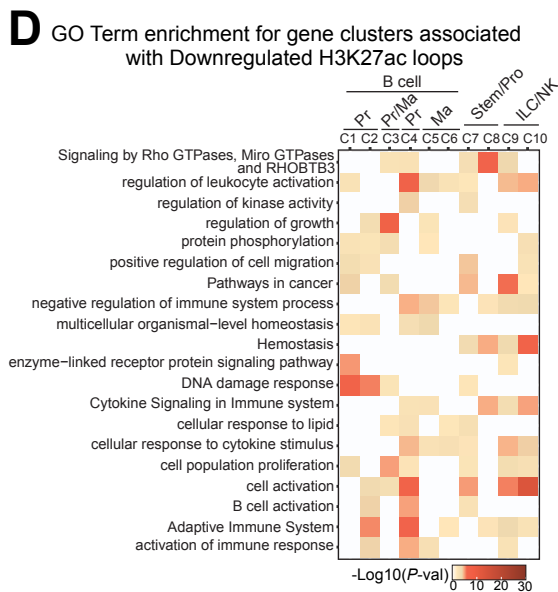 D GO Term enrichment for gene clusters associated
with Downregulated H3K27ac loops
B cell
Pr Pr/Ma Pr Ma Stem/Pro ILC/NK
C1 C2 C3 C4 C5 C6 C7 C8 C9 C10
Signaling by Rho GTPases, Miro GTPases
and RHOBTB3
regulation of leukocyte activation
regulation of kinase activity
regulation of growth
protein phosphorylation
positive regulation of cell migration
Pathways in cancer
negative regulation of immune system process
multicellular organismal−level homeostasis
Hemostasis
enzyme−linked receptor protein signaling pathway
DNA damage response
Cytokine Signaling in Immune system
cellular response to lipid
cellular response to cytokine stimulus
cell population proliferation
cell activation
B cell activation
Adaptive Immune System
activation of immune response
-Log10(P-val)
0 10 20 30